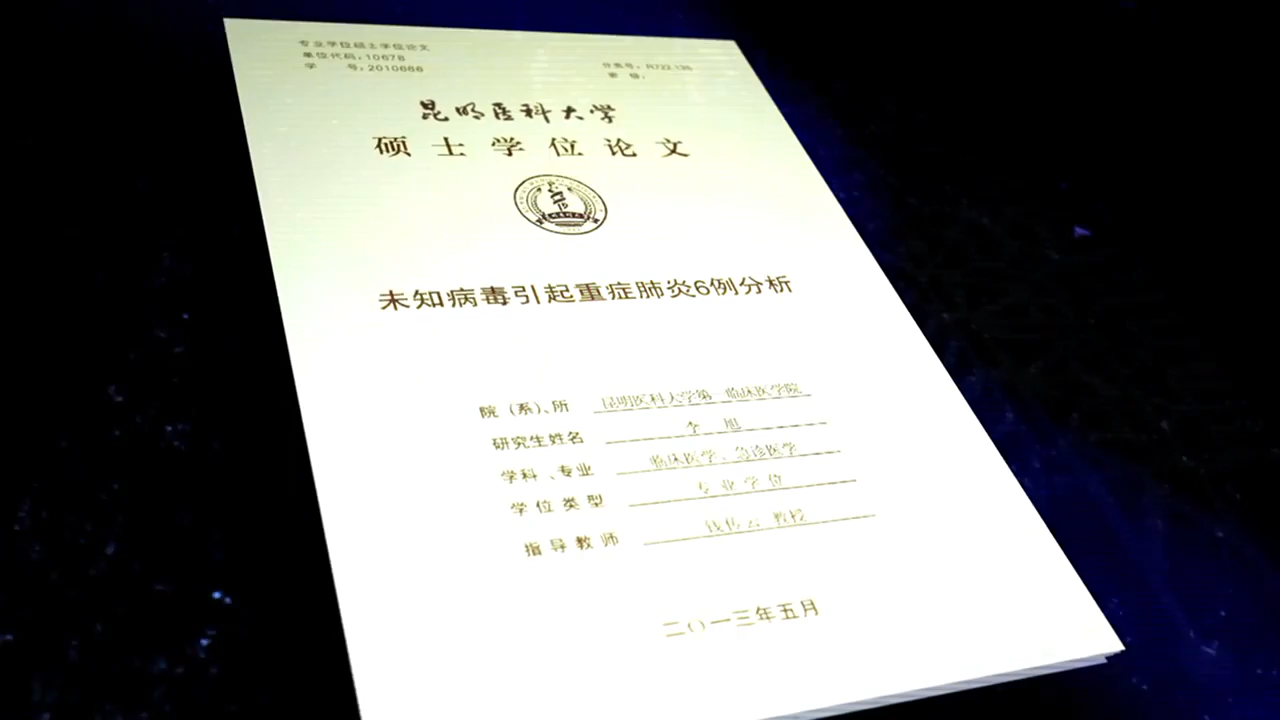 专业学位硕士学位论文
单位代码：10678
学 号：2010666
分类号：R722.135
密 级：
昆明医科大学
硕士学位论文
未知病毒引起重症肺炎6例分析
院（系）、所 昆明医科大学第一临床医学院
研究生姓名 李 旭
学科、专业 临床医学、急诊医学
学位类型 专业学位
指导教师 钱传云 教授
二〇一三年五月